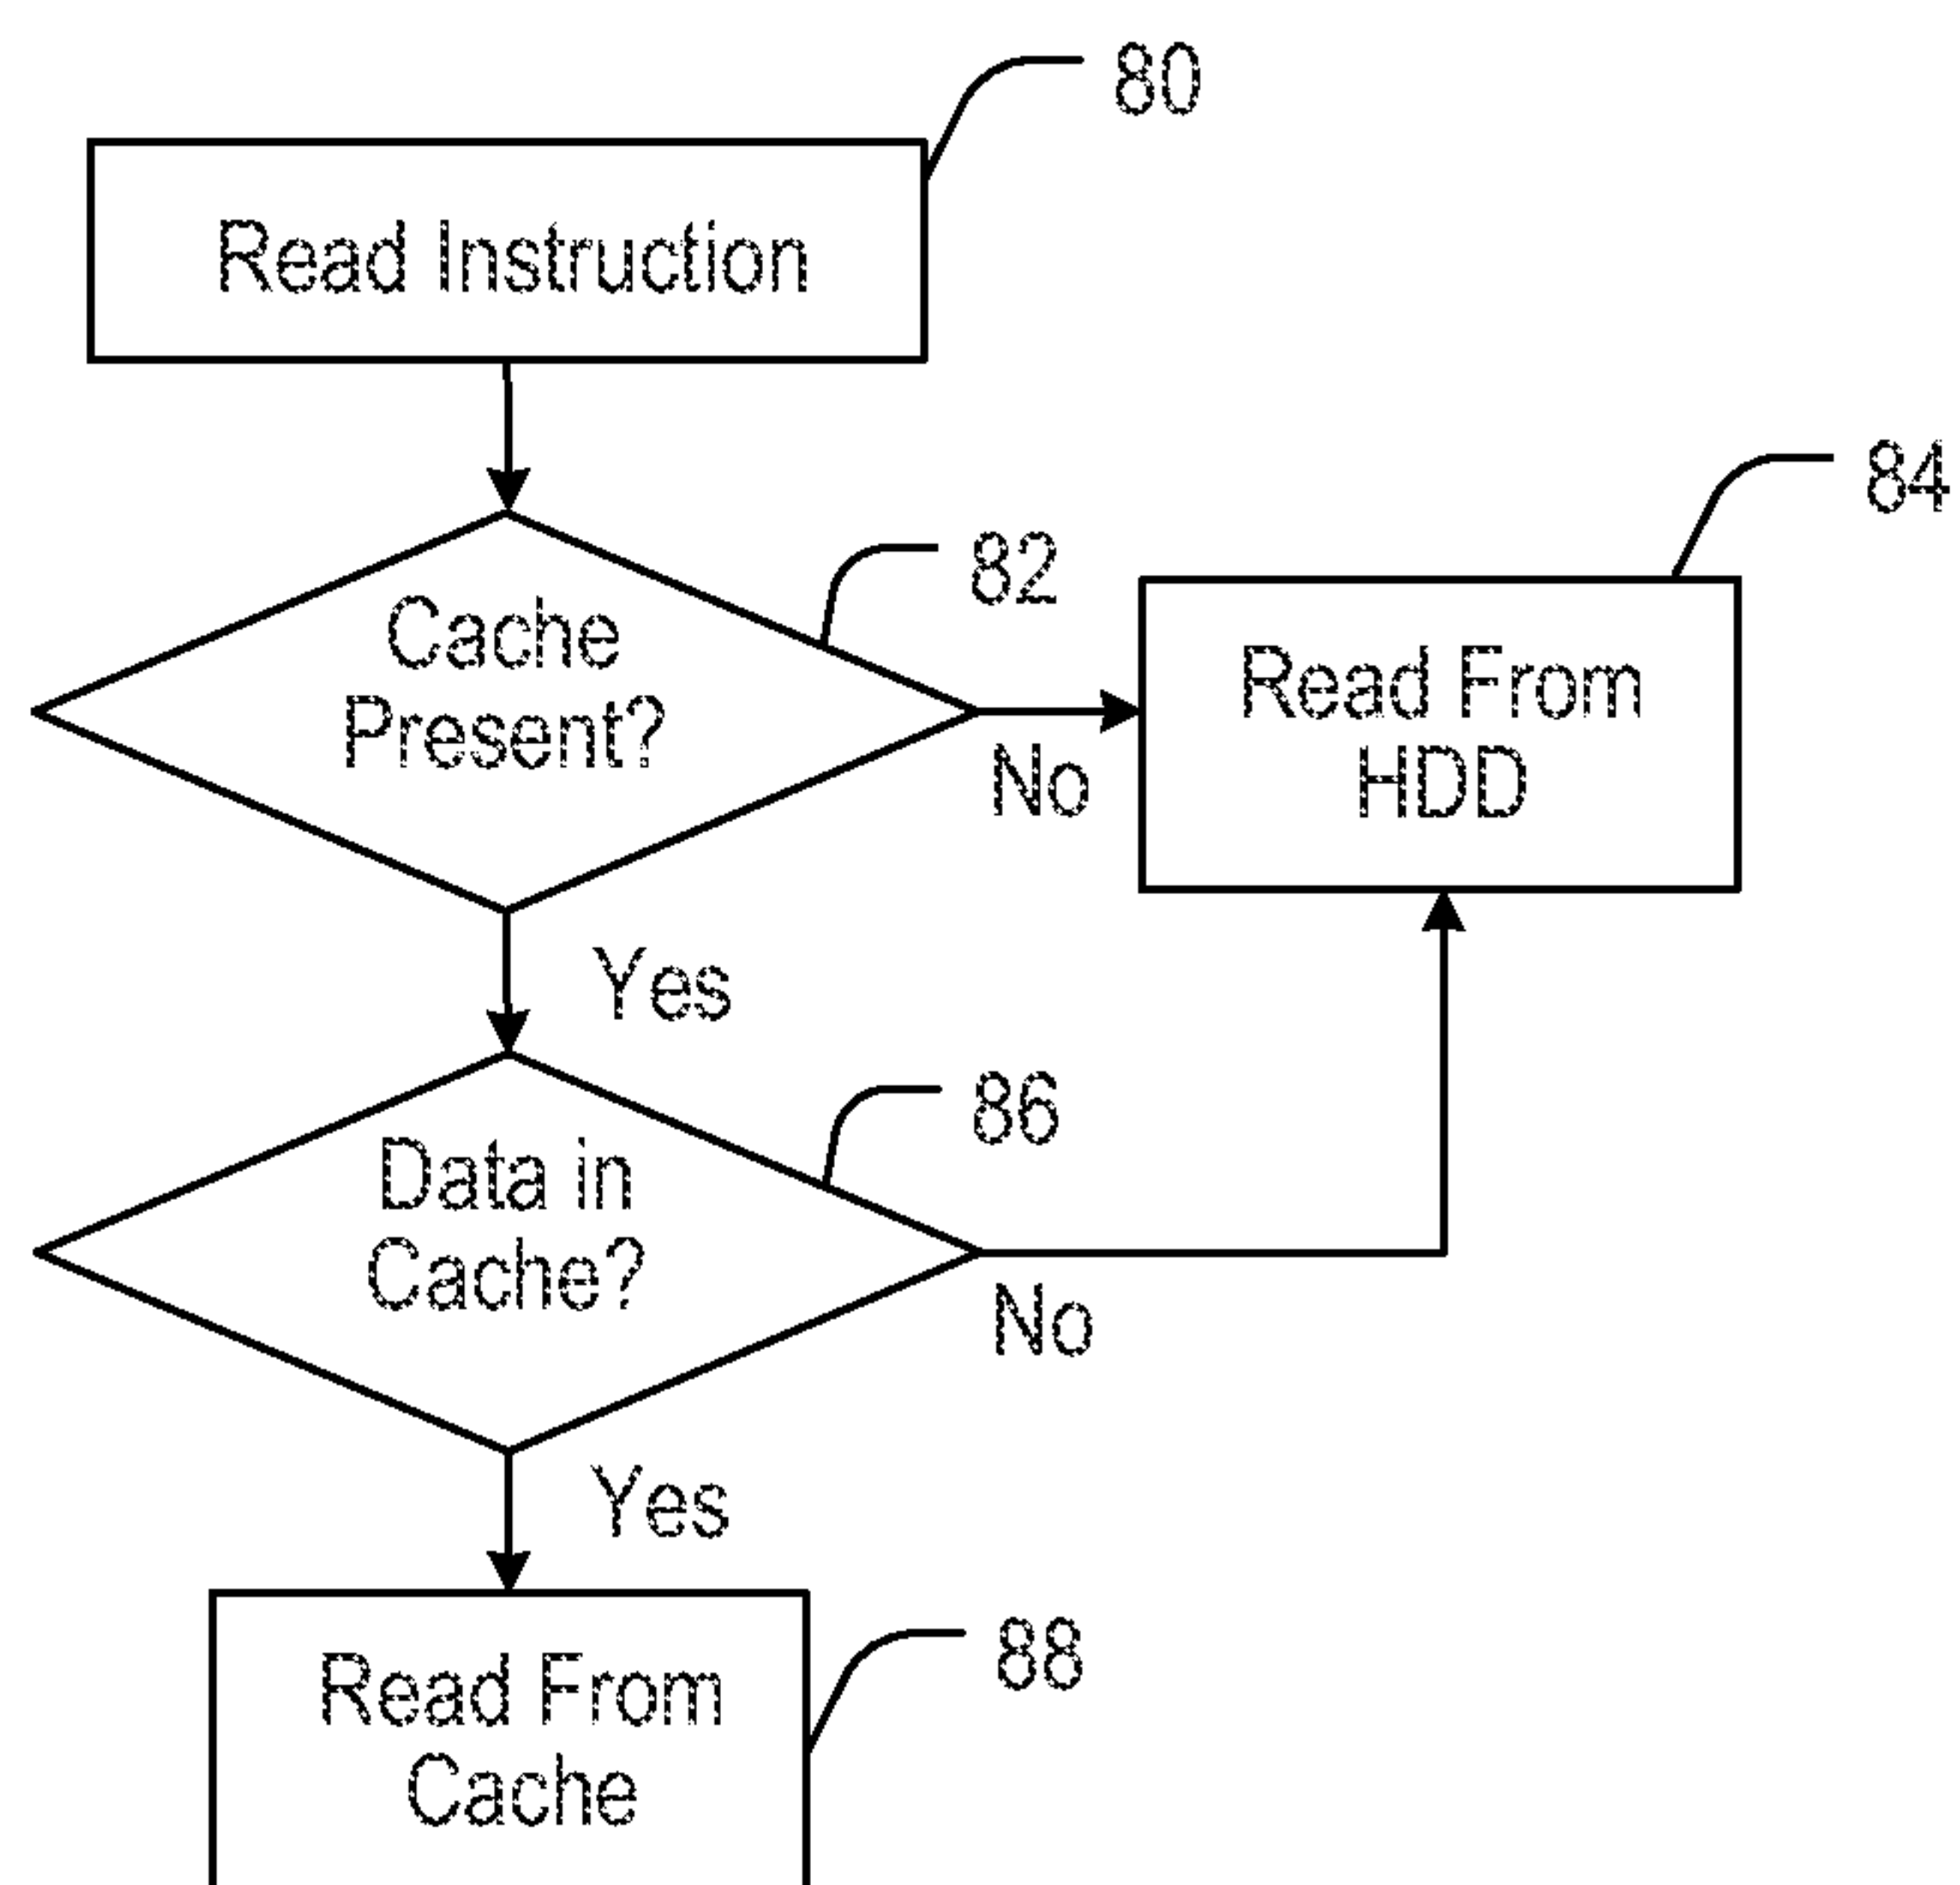 80
Read Instruction
84
82
Cache
Present?
Read From
HDD
No
Yes
86
Data in
Cache?
No
Yes
88
Read From
Cache